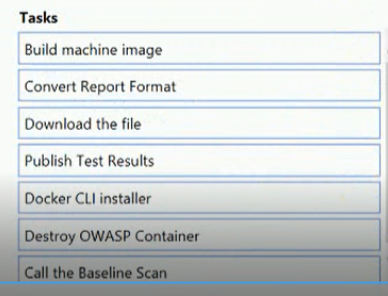 Tasks
Build machine image
Convert Report Format
Download the file
Publish Test Results
Docker CLI installer
Destroy OWASP Container
Call the Baseline Scan